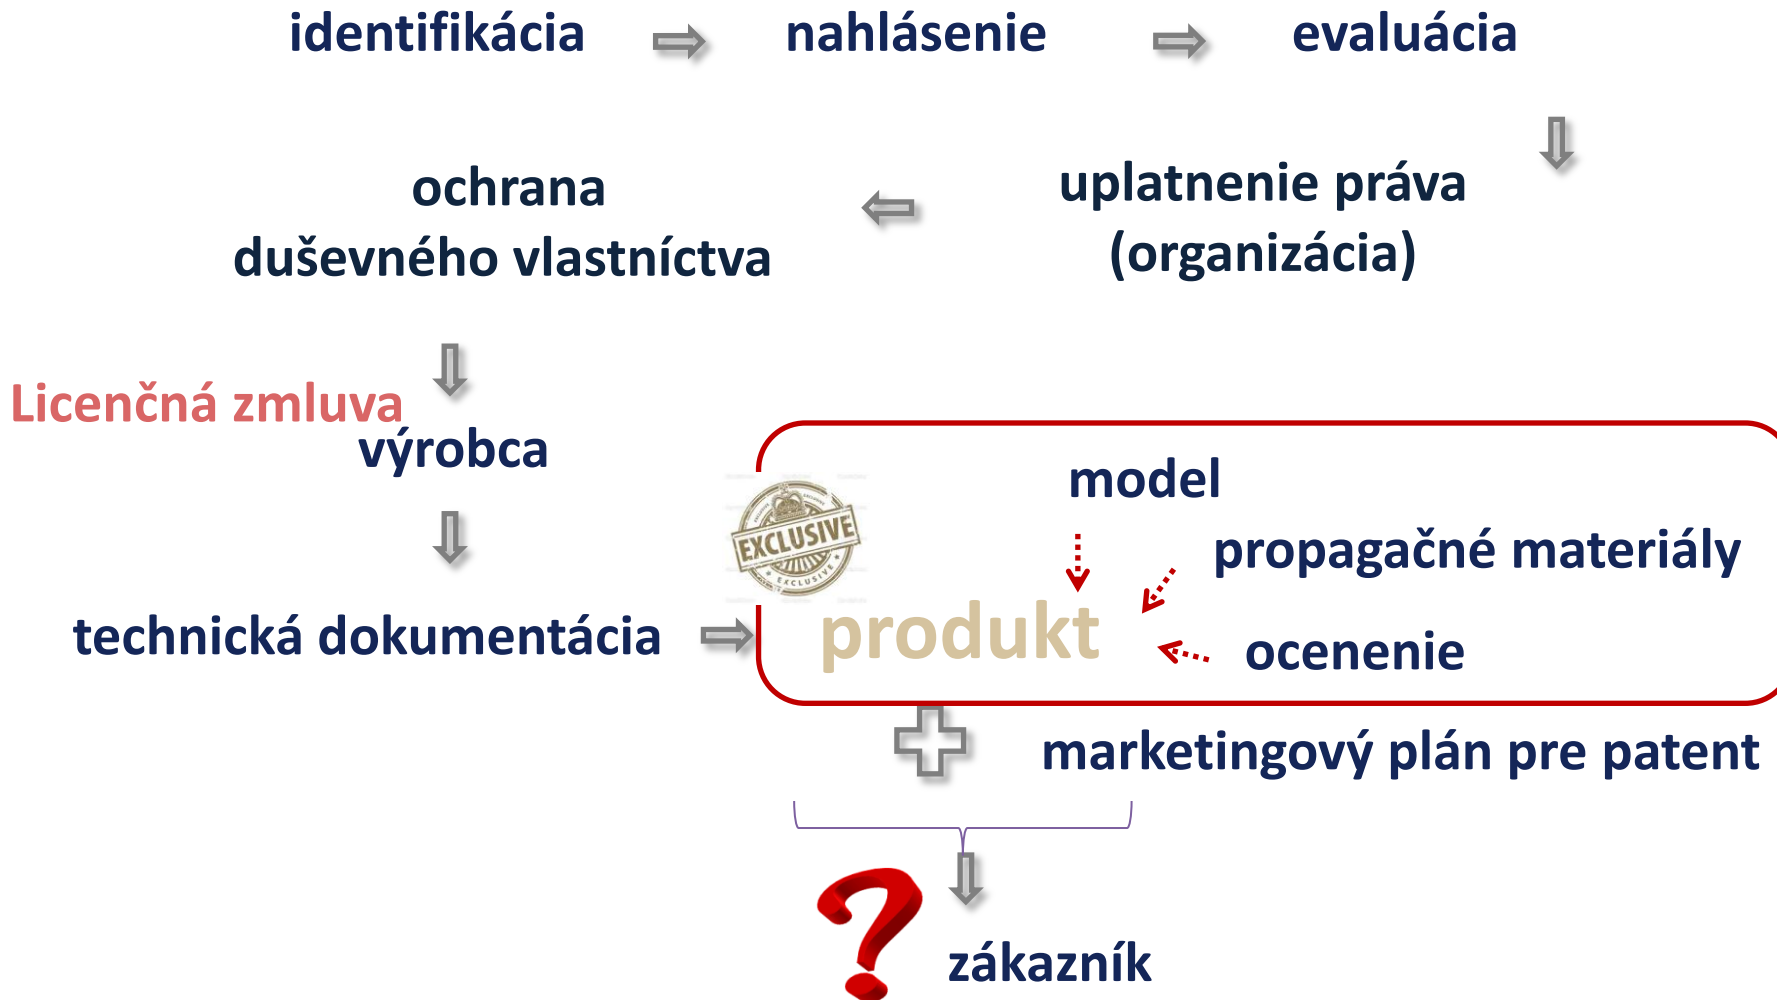 identifikácia
nahlásenie
evaluácia
uplatnenie práva
(organizácia)
ochrana
duševného vlastníctva
Licenčná zmluva
výrobca
technická dokumentácia
EXCLUSIVE
EXCLUSIVE
model
propagačné materiály
produkt
ocenenie
marketingový plán pre patent
?
zákazník